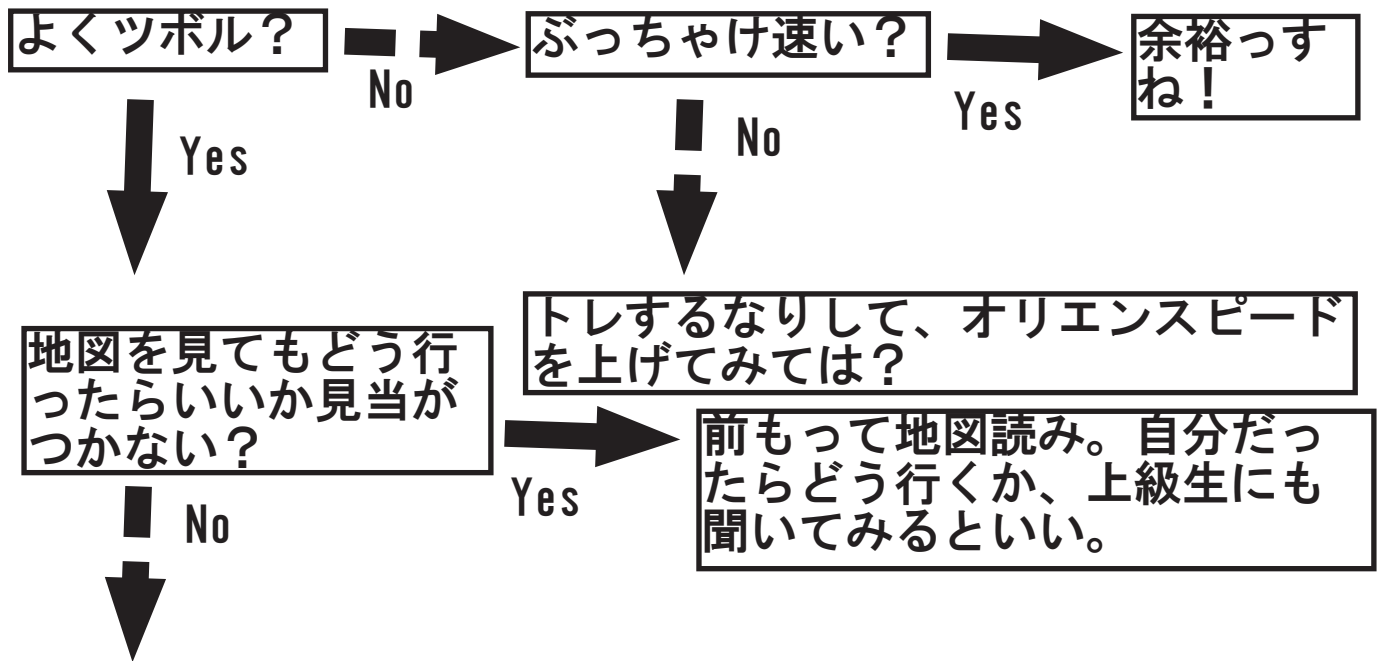 よくツボル？
No
ぶっちゃけ速い？
Yes
余裕っす
ね！
Yes
No
トレするなりして、オリエンスピード
を上げてみては？
地図を見てもどう行
ったらいいか見当が
つかない？
Yes
前もって地図読み。自分だっ
たらどう行くか、上級生にも
聞いてみるといい。
No